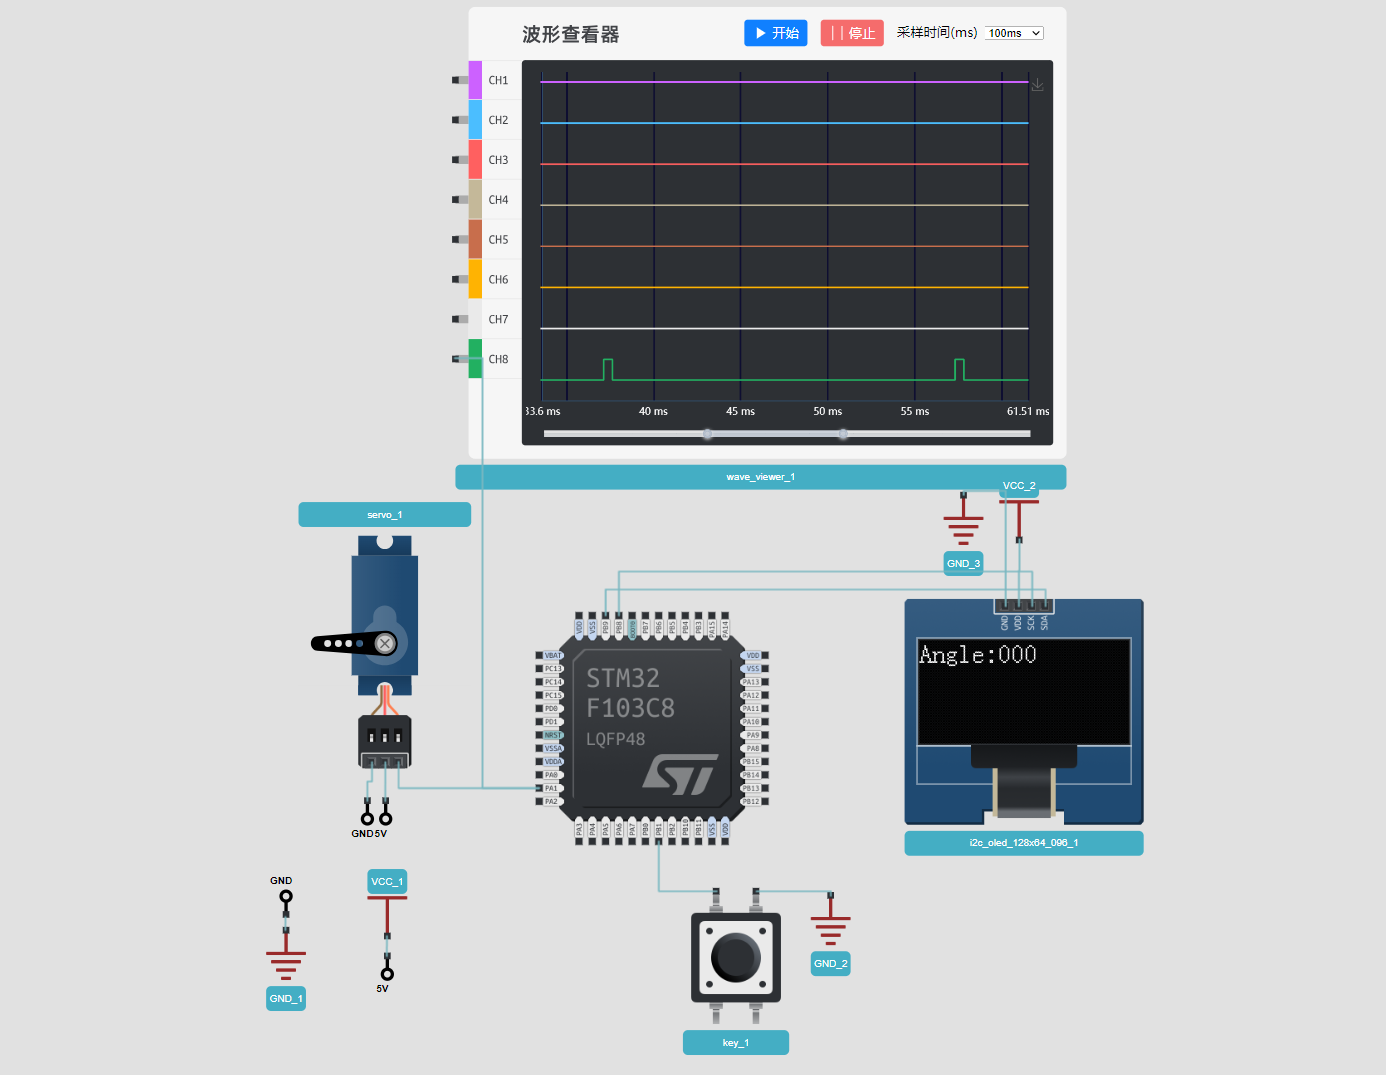 波形查看器
开始
停止
采样时间(ms)
100ms
CH1
CH2
CH3
CH4
CH5
CH6
CH7
CH8
33.6 ms
40 ms
45 ms
50 ms
55 ms
61.51 ms
wave_viewer_1
servo_1
VCC_2
GND_3
GND
VDD
SCK
SDA
Angle:000
i2c_oled_128x64_096_1
VDD
VSS
PB9
PB8
BOOT0
PB7
PB6
PB5
PB4
PB3
PA15
PA14
VBAT
PC13
PC14
PC15
PD0
PD1
NRST
VSSA
VDDA
PA0
PA1
PA2
STM32
F103C8
LQFP48
ST
VDD
VSS
PA13
PA12
PA11
PA10
PA9
PA8
PB15
PB14
PB13
PB12
PA3
PA4
PA5
PA6
PA7
PB0
PB1
PB2
PB10
PB11
VSS
VDD
GND
5V
GND
GND_1
VCC_1
5V
GND_2
key_1